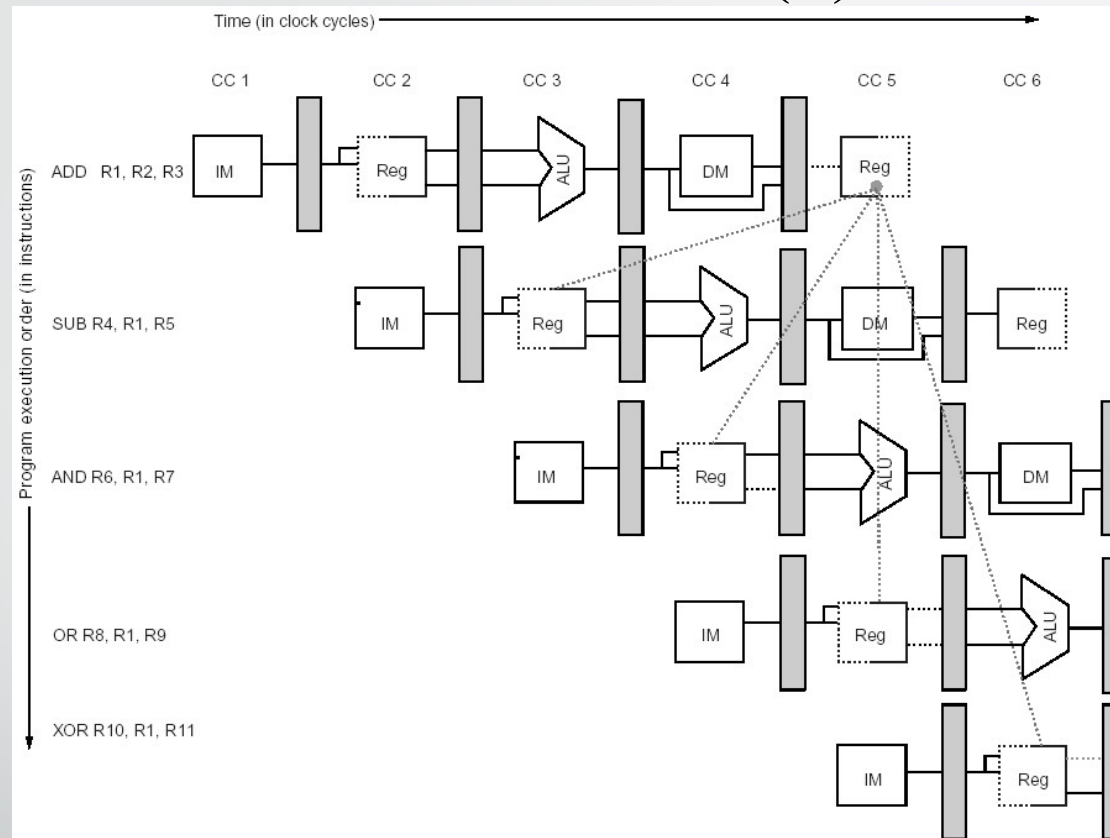 Time (in clock cycles)
CC 1 CC 2 CC 3 CC 4 CC 5 CC 6
Program execution order (in instructions)
ADD R1, R2, R3 IM Reg ALU DM Reg
SUB R4, R1, R5 IM Reg ALU DM Reg
AND R6, R1, R7 IM Reg ALU DM
OR R8, R1, R9 IM Reg ALU
XOR R10, R1, R11
IM Reg